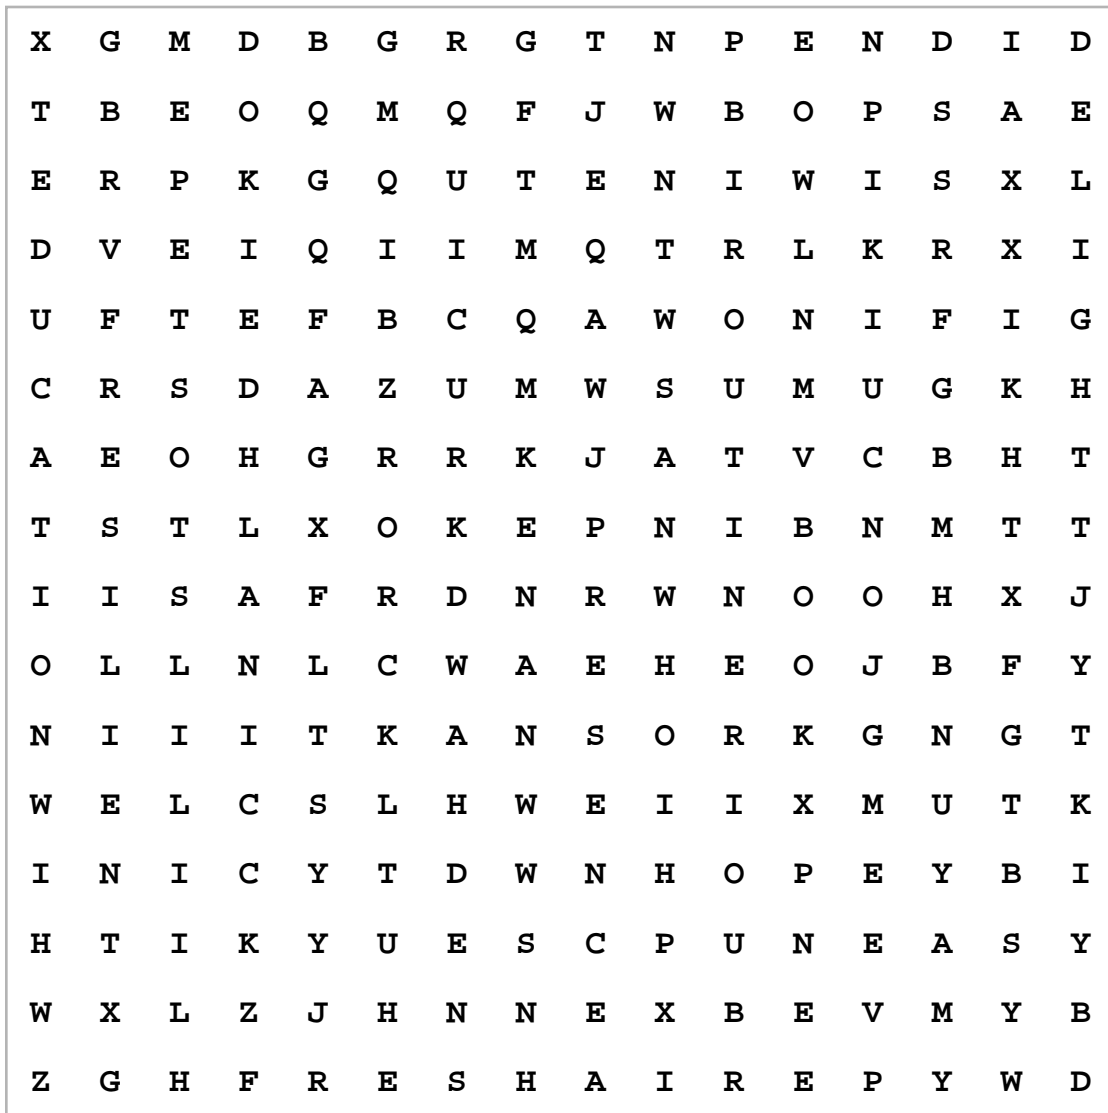 X G M D B G R G T N P E N D I D
T B E O Q M Q F J W B O P S A E
E R P K G Q U T E N I W I S X L
D V E I Q I I M Q T R L K R X I
U F T E F B C Q A W O N I F I G
C R S D A Z U M W S U M U G K H
A E O H G R R K J A T V C B H T
T S T L X O K E P N I B N M T T
I I S A F R D N R W N O O H X J
O L L N L C W A E H E O J B F Y
N I I I T K A N S O R K G N G T
W E L C S L H W E I I X M U T K
I N I C Y T D W N H O P E Y B I
H T I K Y U E S C P U N E A S Y
W X L Z J H N N E X B E V M Y B
Z G H F R E S H A I R E P Y W D